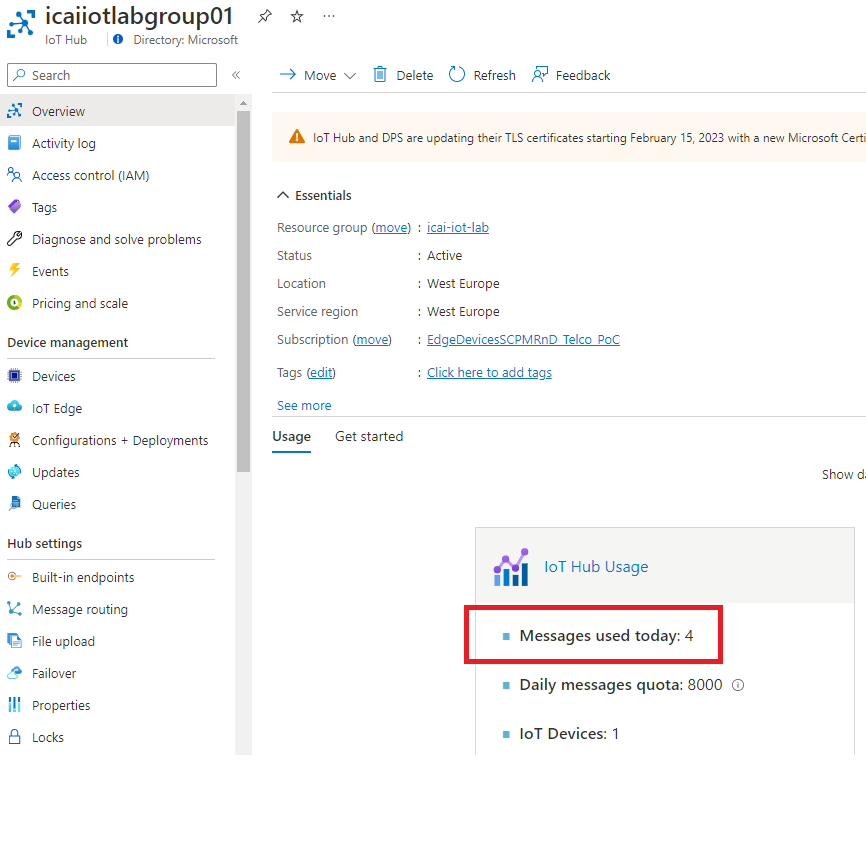 icaiiotlabgroup01
IoT Hub Directory: Microsoft
Search
«
Overview
Activity log
Access control (IAM)
Tags
Diagnose and solve problems
Events
Pricing and scale
Device management
Devices
IoT Edge
Configurations + Deployments
Updates
Queries
Hub settings
Built-in endpoints
Message routing
File upload
Failover
Properties
Locks
Move Delete Refresh Feedback
IoT Hub and DPS are updating their TLS certificates starting February 15, 2023 with a new Microsoft Certi
Essentials
Resource group (move) : icai-iot-lab
Status : Active
Location : West Europe
Service region : West Europe
Subscription (move) : EdgeDevicesSCPMRnD_Telco_PoC
Tags (edit) : Click here to add tags
See more
Usage Get started
Show da
IoT Hub Usage
Messages used today: 4
Daily messages quota: 8000
IoT Devices: 1